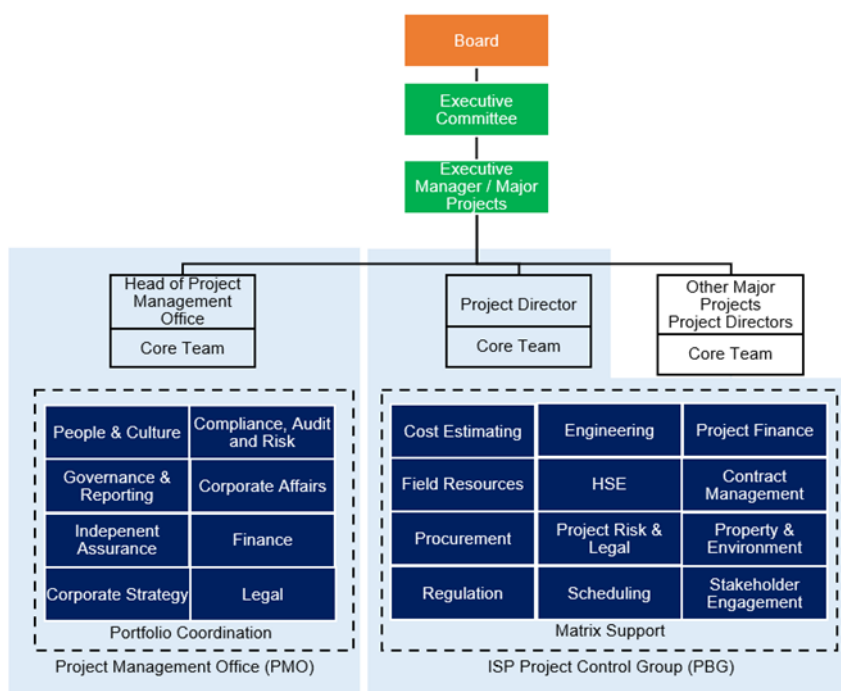 Board
Executive
Committee
Executive
Manager / Major
Projects
Head of Project
Management
Office
Core Team
Project Director
Core Team
Other Major
Projects
Project Directors
Core Team
People & Culture
Compliance, Audit
and Risk
Governance &
Reporting
Corporate Affairs
Indepenent
Assurance
Finance
Corporate Strategy
Legal
Portfolio Coordination
Project Management Office (PMO)
Cost Estimating
Engineering
Project Finance
Field Resources
HSE
Contract
Management
Procurement
Project Risk &
Legal
Property &
Environment
Regulation
Scheduling
Stakeholder
Engagement
Matrix Support
ISP Project Control Group (PBG)